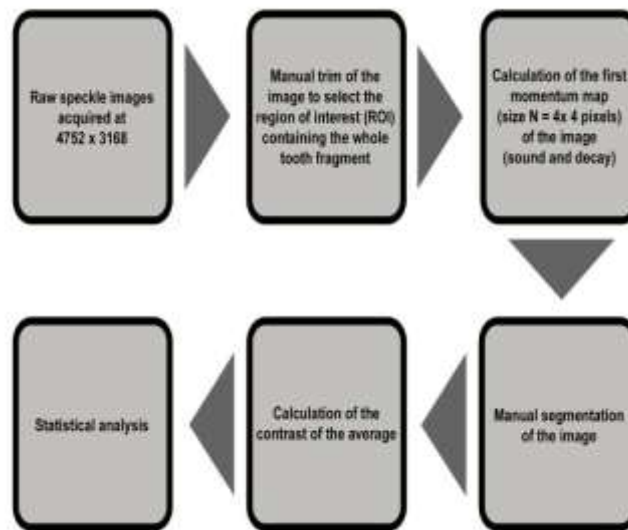 Raw speckle images
acquired at
4752 x 3168
Manual trim of the
image to select the
region of interest (ROI)
containing the whole
tooth fragment
Calculation of the first
momentum map
(size N = 4x 4 pixels)
of the image
(sound and decay)
Manual segmentation
of the image
Calculation of the
contrast of the average
Statistical analysis